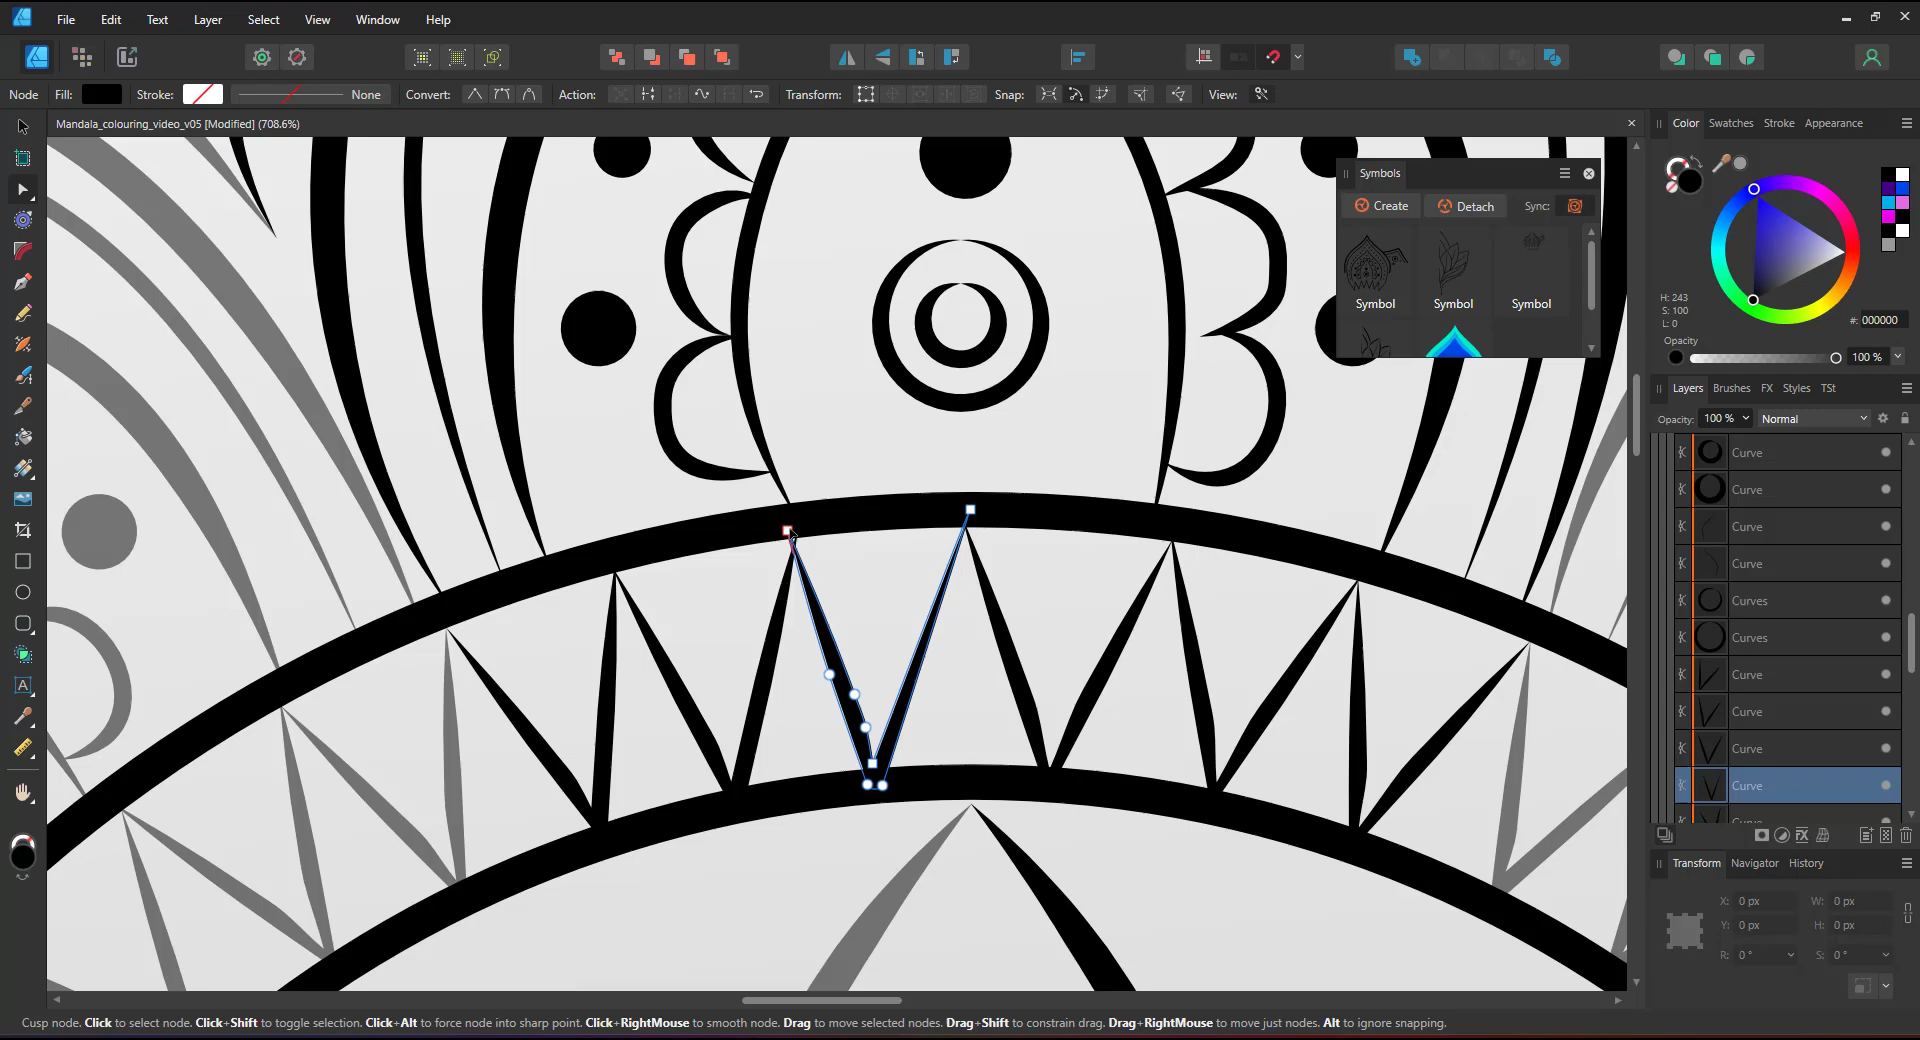 File Edit Text Layer Select View Window Help
Node Fill: Stroke: None Convert: Action: Transform: Snap: View:
Mandala_colouring_video_v05 [Modified] (708.6%)
Symbols
Create Detach Sync:
Symbol Symbol Symbol
Color Swatches Stroke Appearance
H: 243
S: 100
L: 0
#: 000000
Opacity
100 %
Layers Brushes FX Styles TSt
Opacity: 100 % Normal
Curve
Curve
Curve
Curve
Curves
Curves
Curve
Curve
Curve
Curve
Curve
Transform Navigator History
X: 0 px W: 0 px
Y: 0 px H: 0 px
R: 0 ° S: 0 °
Cusp node. Click to select node. Click+Shift to toggle selection. Click+Alt to force node into sharp point. Click+RightMouse to smooth node. Drag to move selected nodes. Drag+Shift to constrain drag. Drag+RightMouse to move just nodes. Alt to ignore snapping.